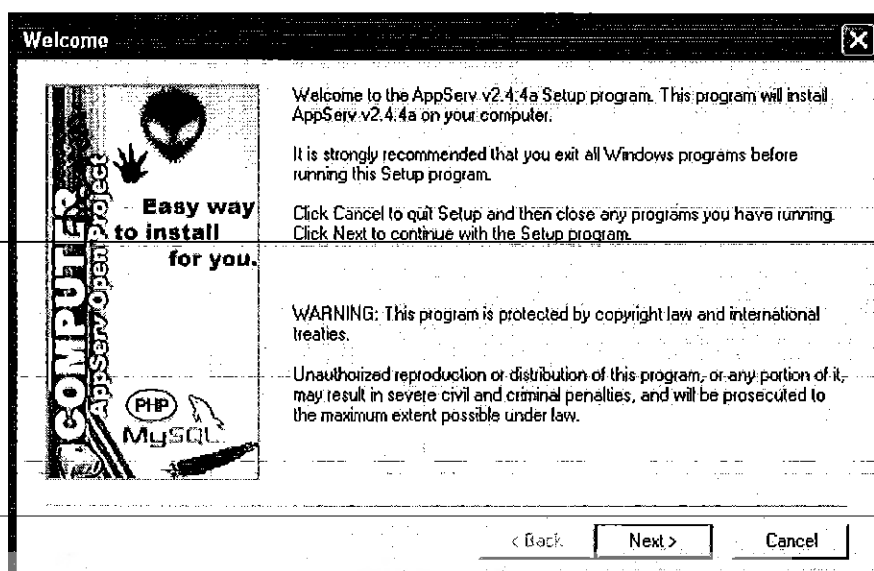 Welcome
Welcome to the AppServ v2.4.4a Setup program. This program will install
AppServ v2.4.4a on your computer.
It is strongly recommended that you exit all Windows programs before
running this Setup program.
Click Cancel to quit Setup and then close any programs you have running.
Click Next to continue with the Setup program.
WARNING: This program is protected by copyright law and international
treaties.
Unauthorized reproduction or distribution of this program, or any portion of it,
may result in severe civil and criminal penalties, and will be prosecuted to
the maximum extent possible under law.
COMPUTER
AppServ Open Project
Easy way
to install
for you.
PHP
MySQL
< Back
Next >
Cancel